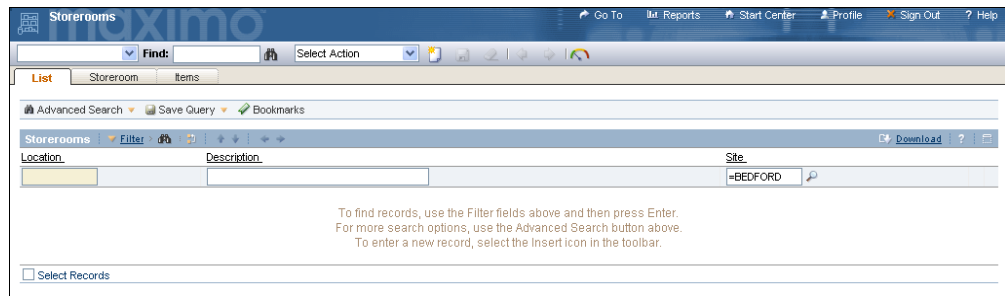 Storerooms
maximo
Go To Reports Start Center Profile Sign Out ? Help
Find: Select Action
List Storeroom Items
Advanced Search Save Query Bookmarks
Storerooms Filter Download ?
Location Description Site
=BEDFORD
To find records, use the Filter fields above and then press Enter.
For more search options, use the Advanced Search button above.
To enter a new record, select the Insert icon in the toolbar.
Select Records